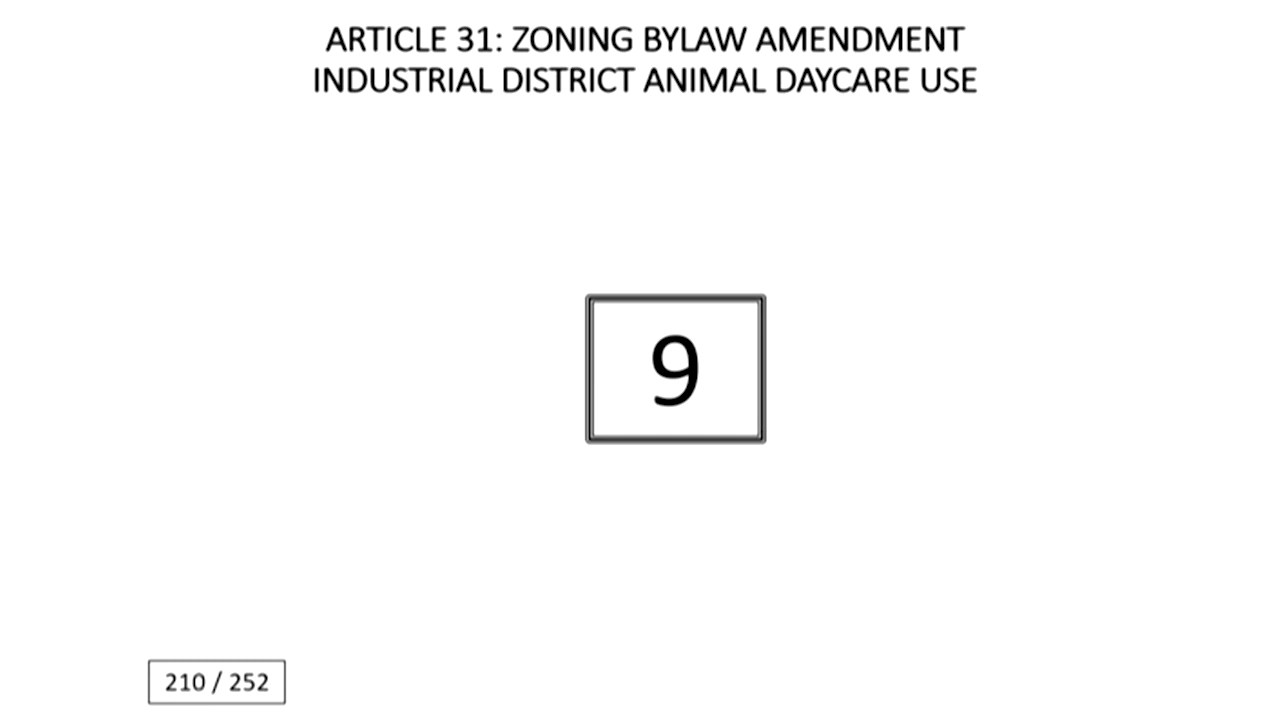 ARTICLE 31: ZONING BYLAW AMENDMENT
INDUSTRIAL DISTRICT ANIMAL DAYCARE USE
9
210 / 252